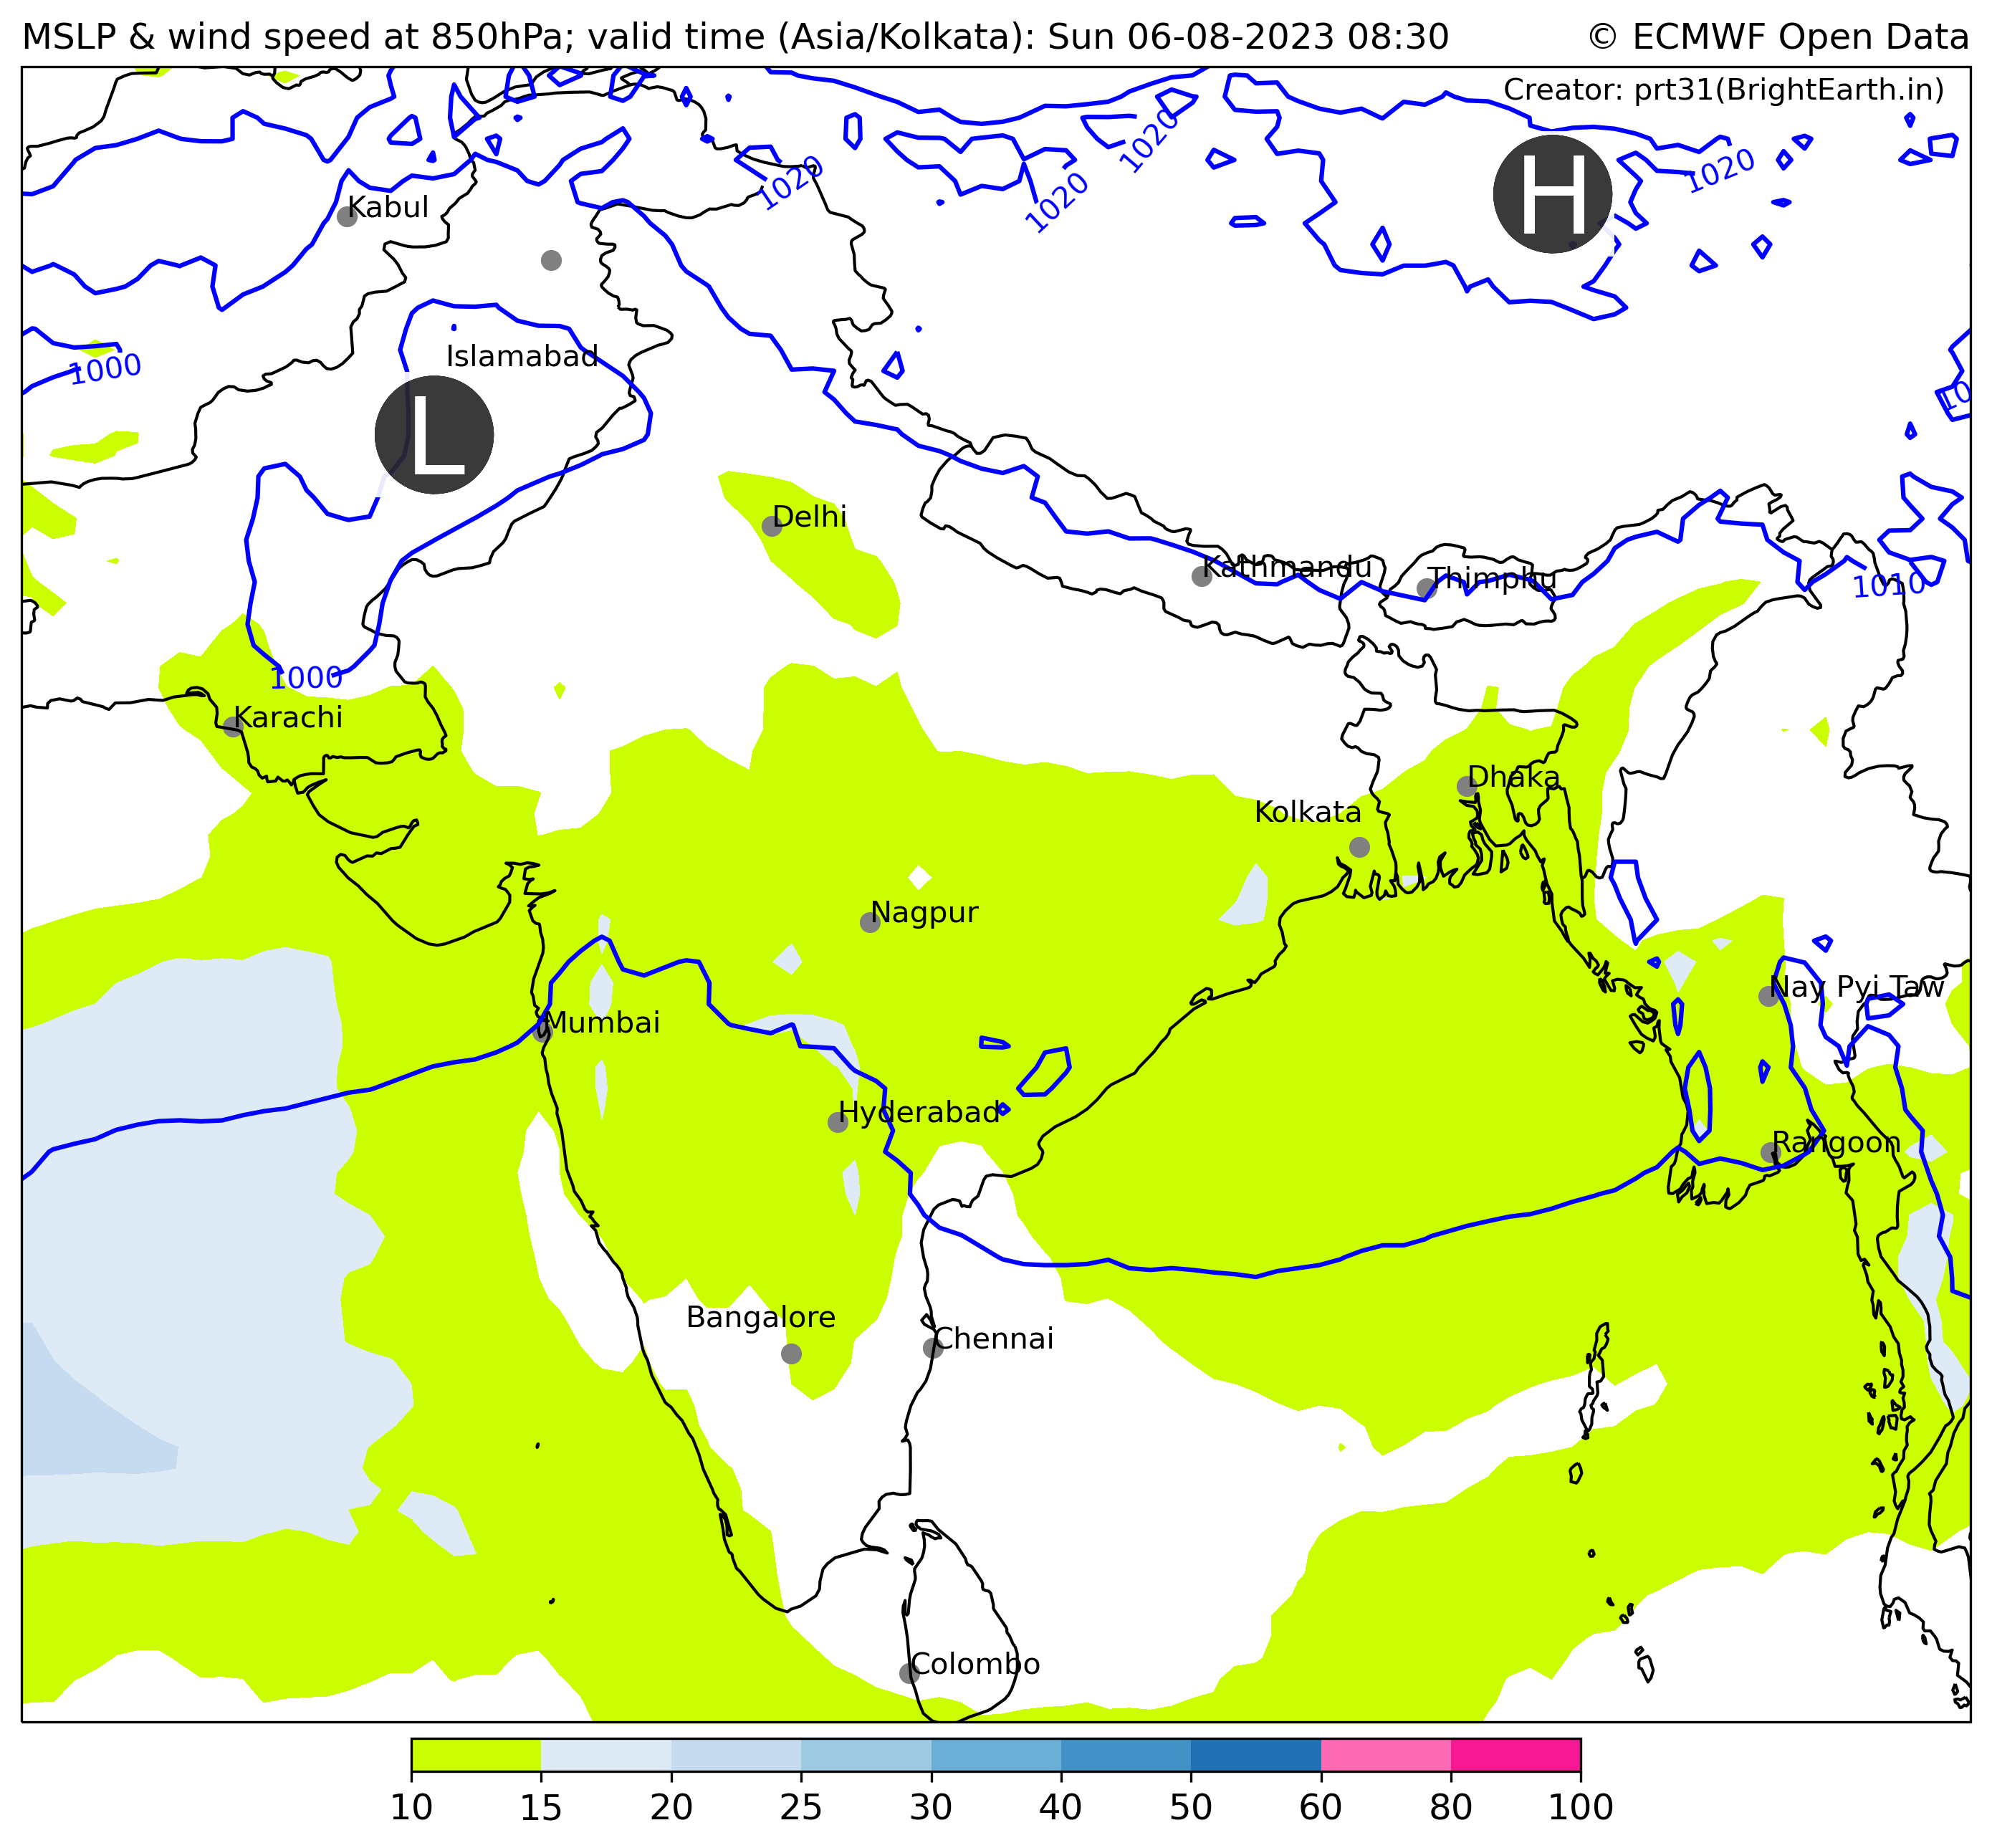 MSLP & wind speed at 850hPa; valid time (Asia/Kolkata): Sun 06-08-2023 08:30
© ECMWF Open Data
Creator: prt31(BrightEarth.in)
H
1020
1020
1020
1020
Kabul
Islamabad
1000
L
10
Delhi
Kathmandu
Thimphu
1010
1000
Karachi
Dhaka
Kolkata
Nagpur
Nay Pyi Taw
Mumbai
Hyderabad
Rangoon
Bangalore
Chennai
Colombo
10 15 20 25 30 40 50 60 80 100